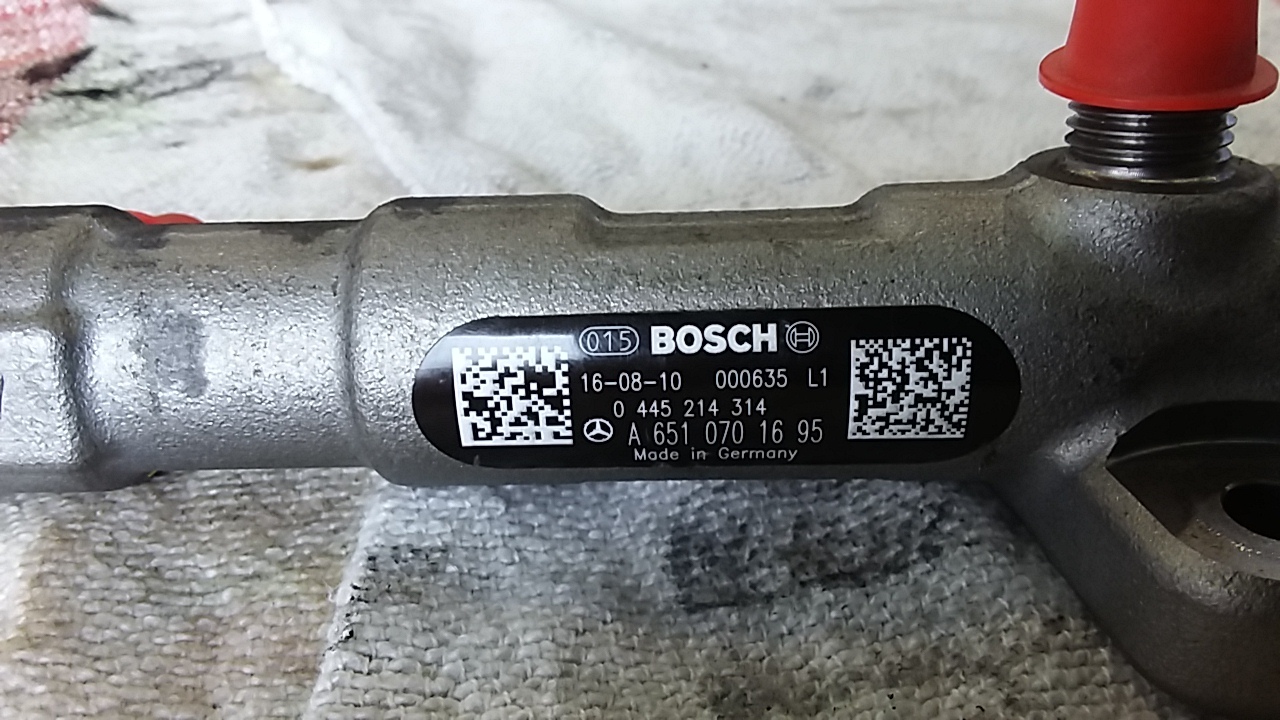 015 BOSCH
16-08-10 000635 L1
0 445 214 314
A 651 070 16 95
Made in Germany